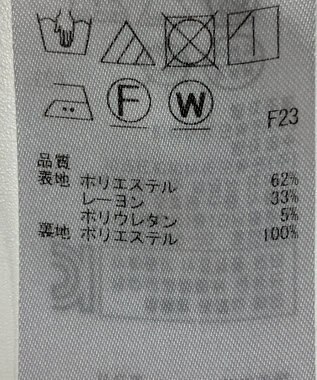 F W
F23
品質
表地 ポリエステル 62%
レーヨン 33%
ポリウレタン 5%
裏地 ポリエステル 100%